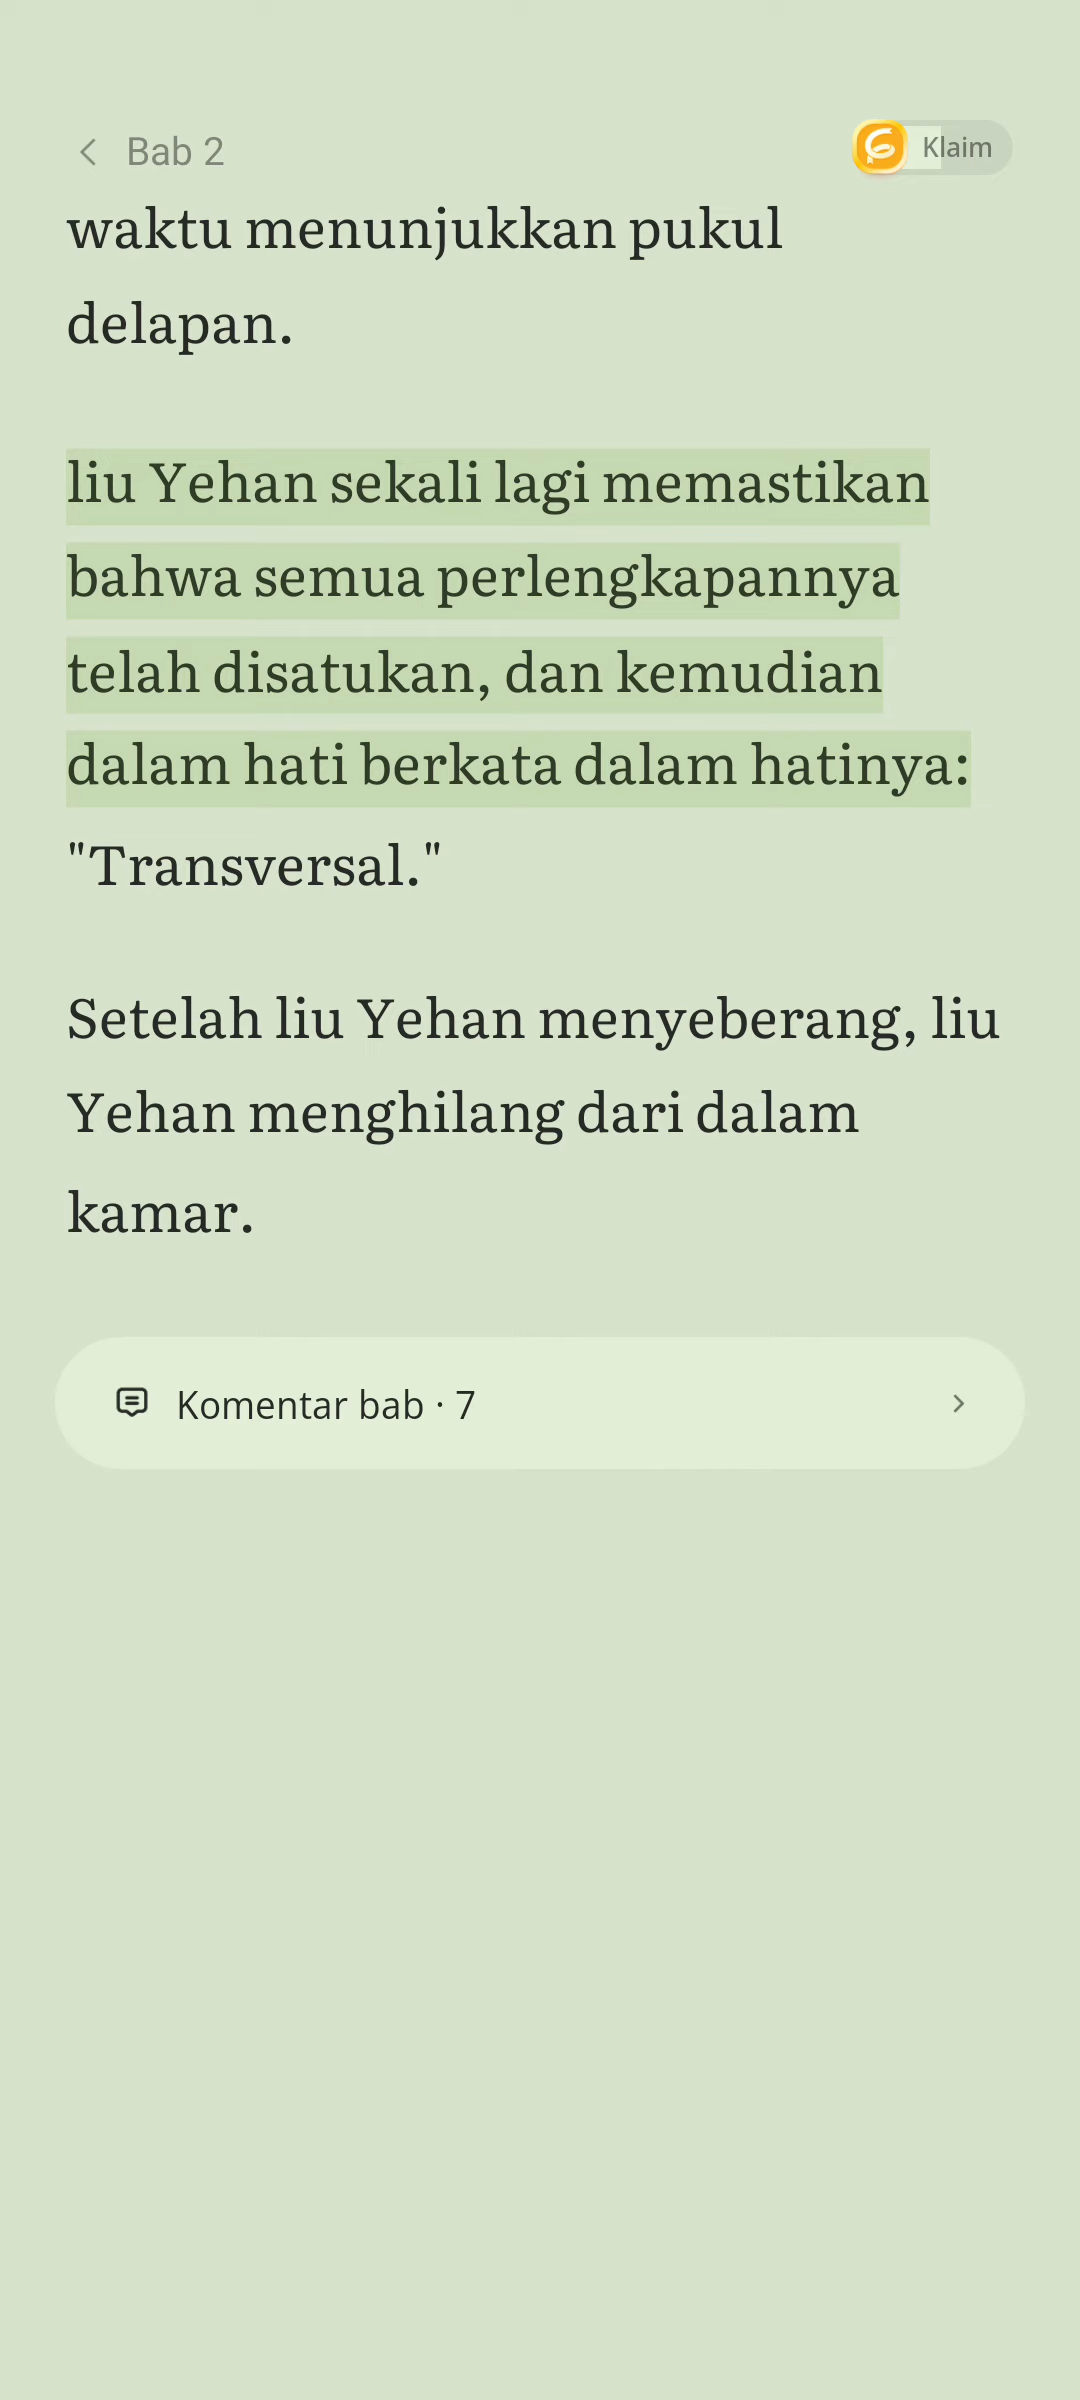 Bab 2
Klaim
waktu menunjukkan pukul
delapan.
liu Yehan sekali lagi memastikan
bahwa semua perlengkapannya
telah disatukan, dan kemudian
dalam hati berkata dalam hatinya:
"Transversal."
Setelah liu Yehan menyeberang, liu
Yehan menghilang dari dalam
kamar.
Komentar bab · 7